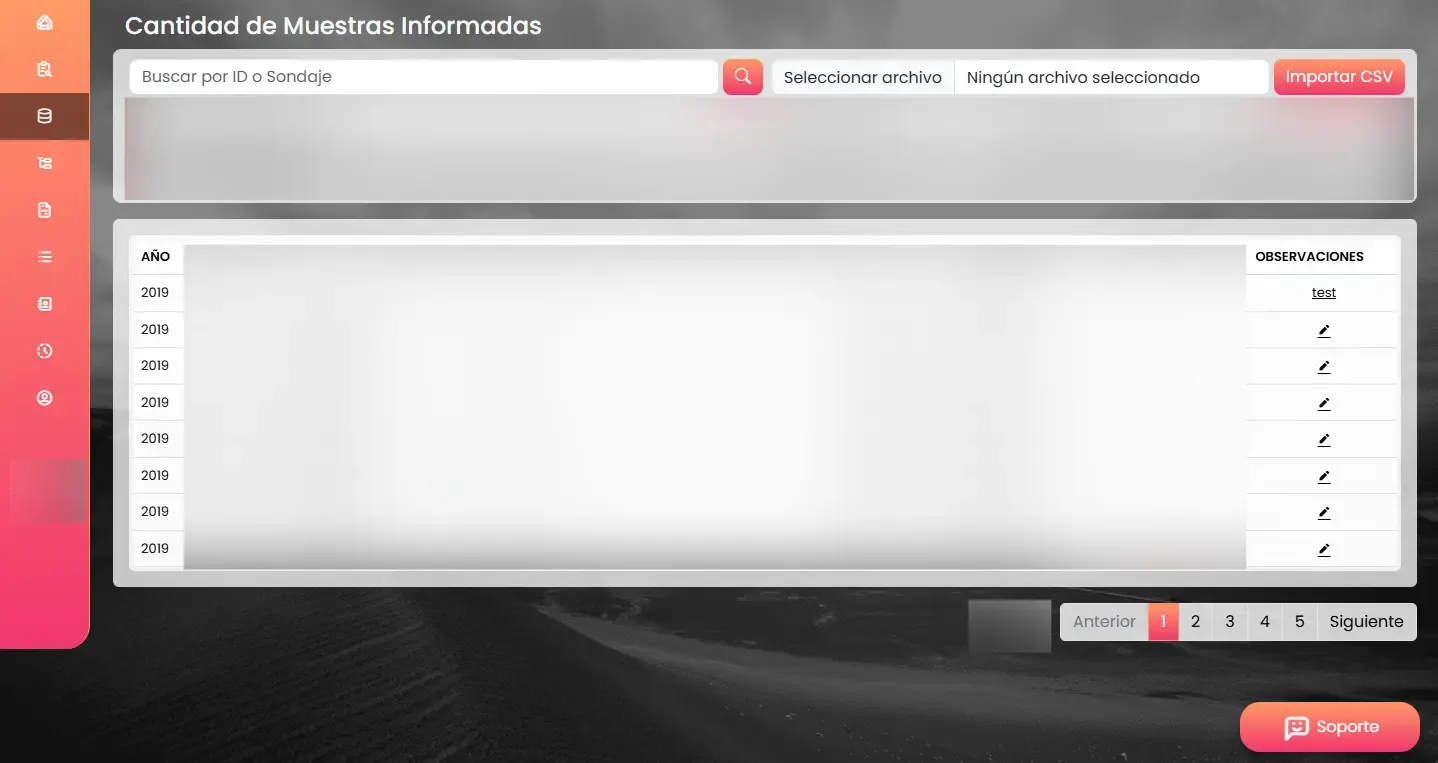 Cantidad de Muestras Informadas
Buscar por ID o Sondaje Seleccionar archivo Ningún archivo seleccionado Importar CSV
AÑO OBSERVACIONES
2019 test
2019
2019
2019
2019
2019
2019
2019
Anterior 1 2 3 4 5 Siguiente
Soporte